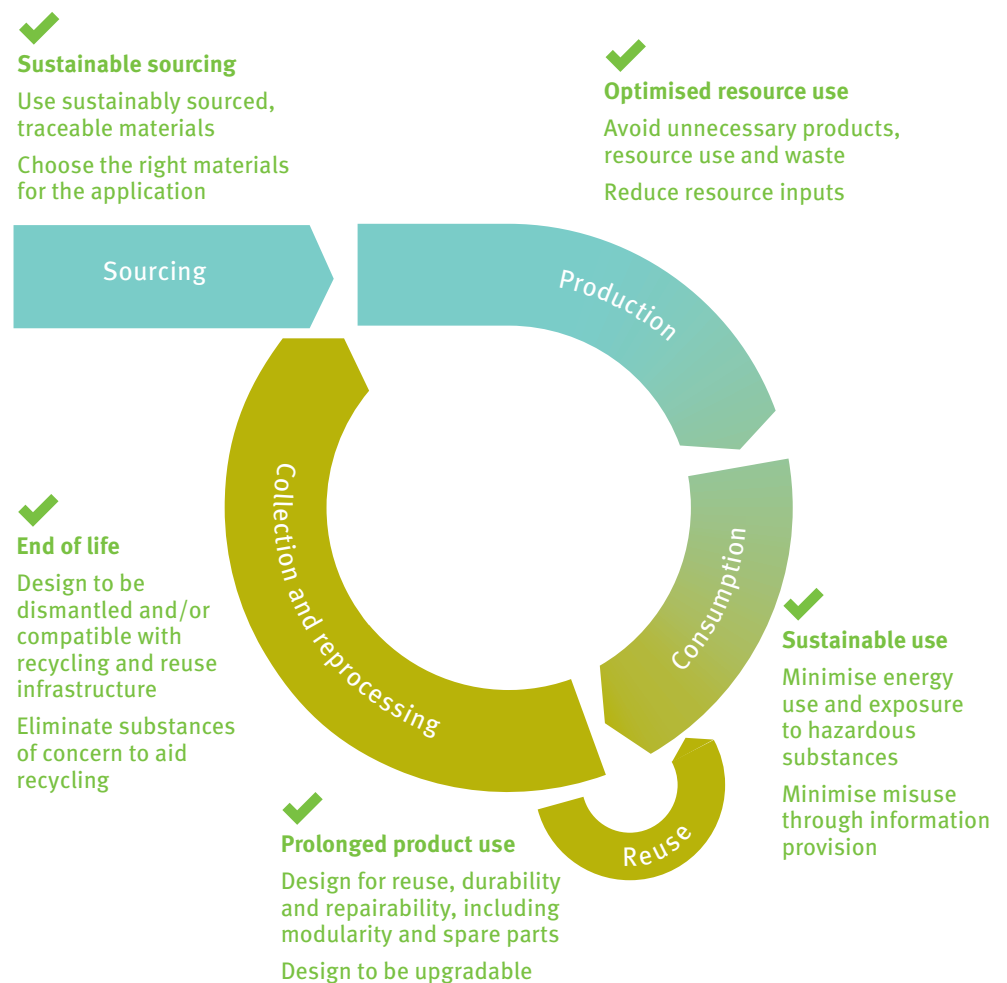 Sustainable sourcing
Use sustainably sourced,
traceable materials
Choose the right materials
for the application
Optimised resource use
Avoid unnecessary products,
resource use and waste
Reduce resource inputs
Sourcing
Production
Consumption
Collection and reprocessing
Reuse
End of life
Design to be
dismantled and/or
compatible with
recycling and reuse
infrastructure
Eliminate substances
of concern to aid
recycling
Sustainable use
Minimise energy
use and exposure
to hazardous
substances
Minimise misuse
through information
provision
Prolonged product use
Design for reuse, durability
and repairability, including
modularity and spare parts
Design to be upgradable